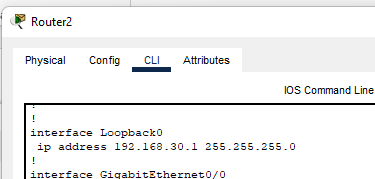 Router2
Physical Config CLI Attributes
IOS Command Line
!
!
interface Loopback0
ip address 192.168.30.1 255.255.255.0
!
interface GigabitEthernet0/0